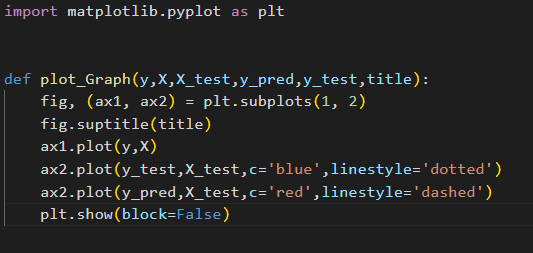 import matplotlib.pyplot as plt
def plot_Graph(y,X,X_test,y_pred,y_test,title):
    fig, (ax1, ax2) = plt.subplots(1, 2)
    fig.suptitle(title)
    ax1.plot(y,X)
    ax2.plot(y_test,X_test,c='blue',linestyle='dotted')
    ax2.plot(y_pred,X_test,c='red',linestyle='dashed')
    plt.show(block=False)